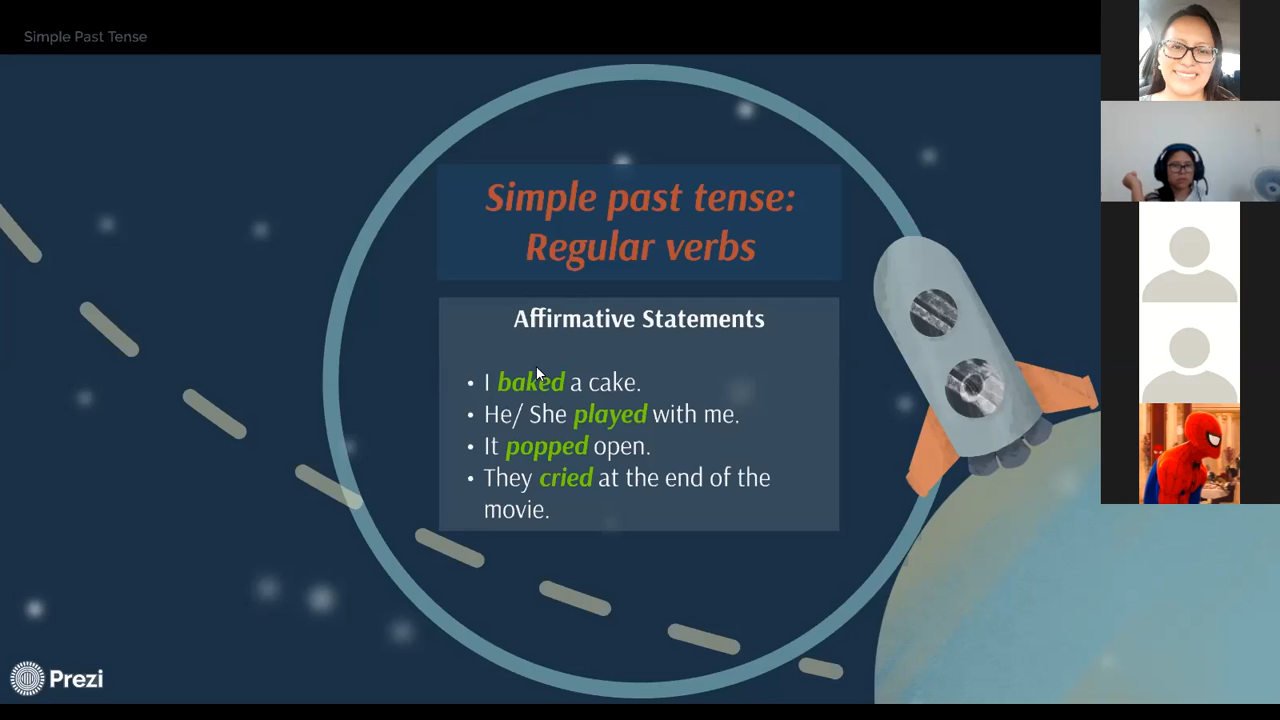 Simple Past Tense
Simple past tense:
Regular verbs
Affirmative Statements
• I baked a cake.
• He/ She played with me.
• It popped open.
• They cried at the end of the
movie.
Prezi